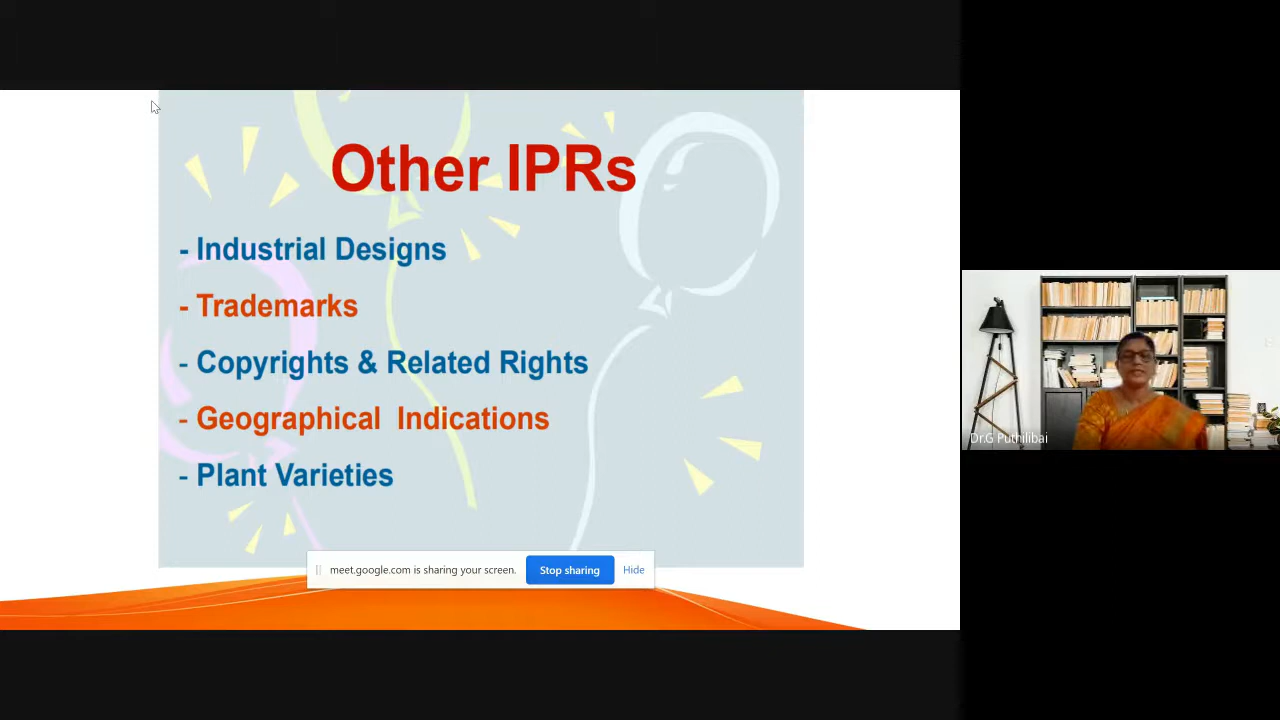 Other IPRs
- Industrial Designs
- Trademarks
- Copyrights & Related Rights
- Geographical Indications
- Plant Varieties
meet.google.com is sharing your screen. Stop sharing Hide
Dr.G Puthilibai